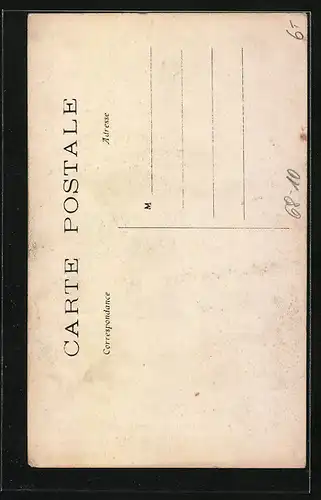 CARTE POSTALE
Correspondance
Adresse
M
68-10
6-